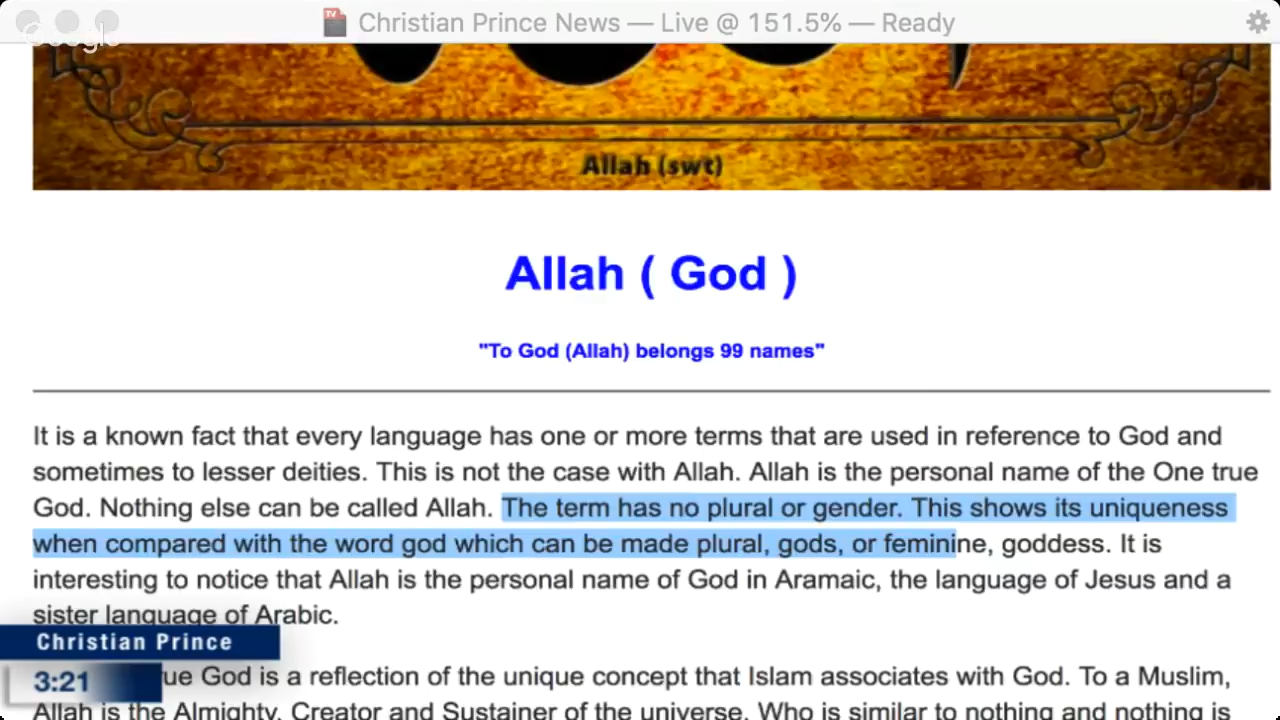 Christian Prince News — Live @ 151.5% — Ready
Google
Allah (swt)
Allah ( God )
"To God (Allah) belongs 99 names"
It is a known fact that every language has one or more terms that are used in reference to God and
sometimes to lesser deities. This is not the case with Allah. Allah is the personal name of the One true
God. Nothing else can be called Allah. The term has no plural or gender. This shows its uniqueness
when compared with the word god which can be made plural, gods, or feminine, goddess. It is
interesting to notice that Allah is the personal name of God in Aramaic, the language of Jesus and a
sister language of Arabic.
Christian Prince
3:21
ue God is a reflection of the unique concept that Islam associates with God. To a Muslim,
Allah is the Almighty, Creator and Sustainer of the universe, Who is similar to nothing and nothing is